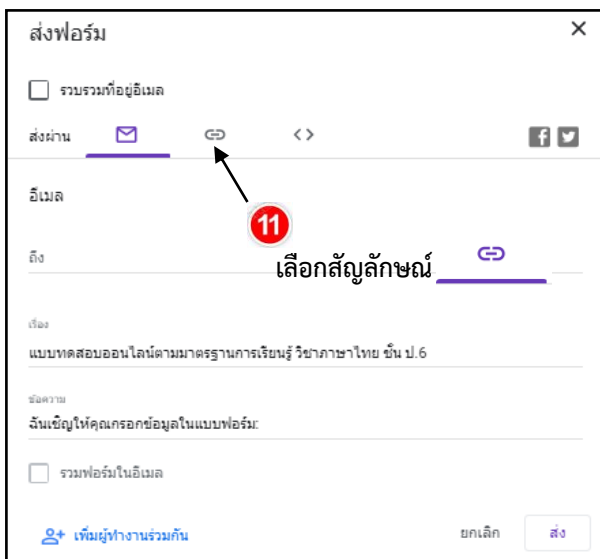 ส่งฟอร์ม
รวบรวมที่อยู่อีเมล
ส่งผ่าน
อีเมล
11
ถึง
เลือกสัญลักษณ์
เรื่อง
แบบทดสอบออนไลน์ตามมาตรฐานการเรียนรู้ วิชาภาษาไทย ชั้น ป.6
ข้อความ
ฉันเชิญให้คุณกรอกข้อมูลในแบบฟอร์ม:
รวมฟอร์มในอีเมล
เพิ่มผู้ทำงานร่วมกัน ยกเลิก ส่ง